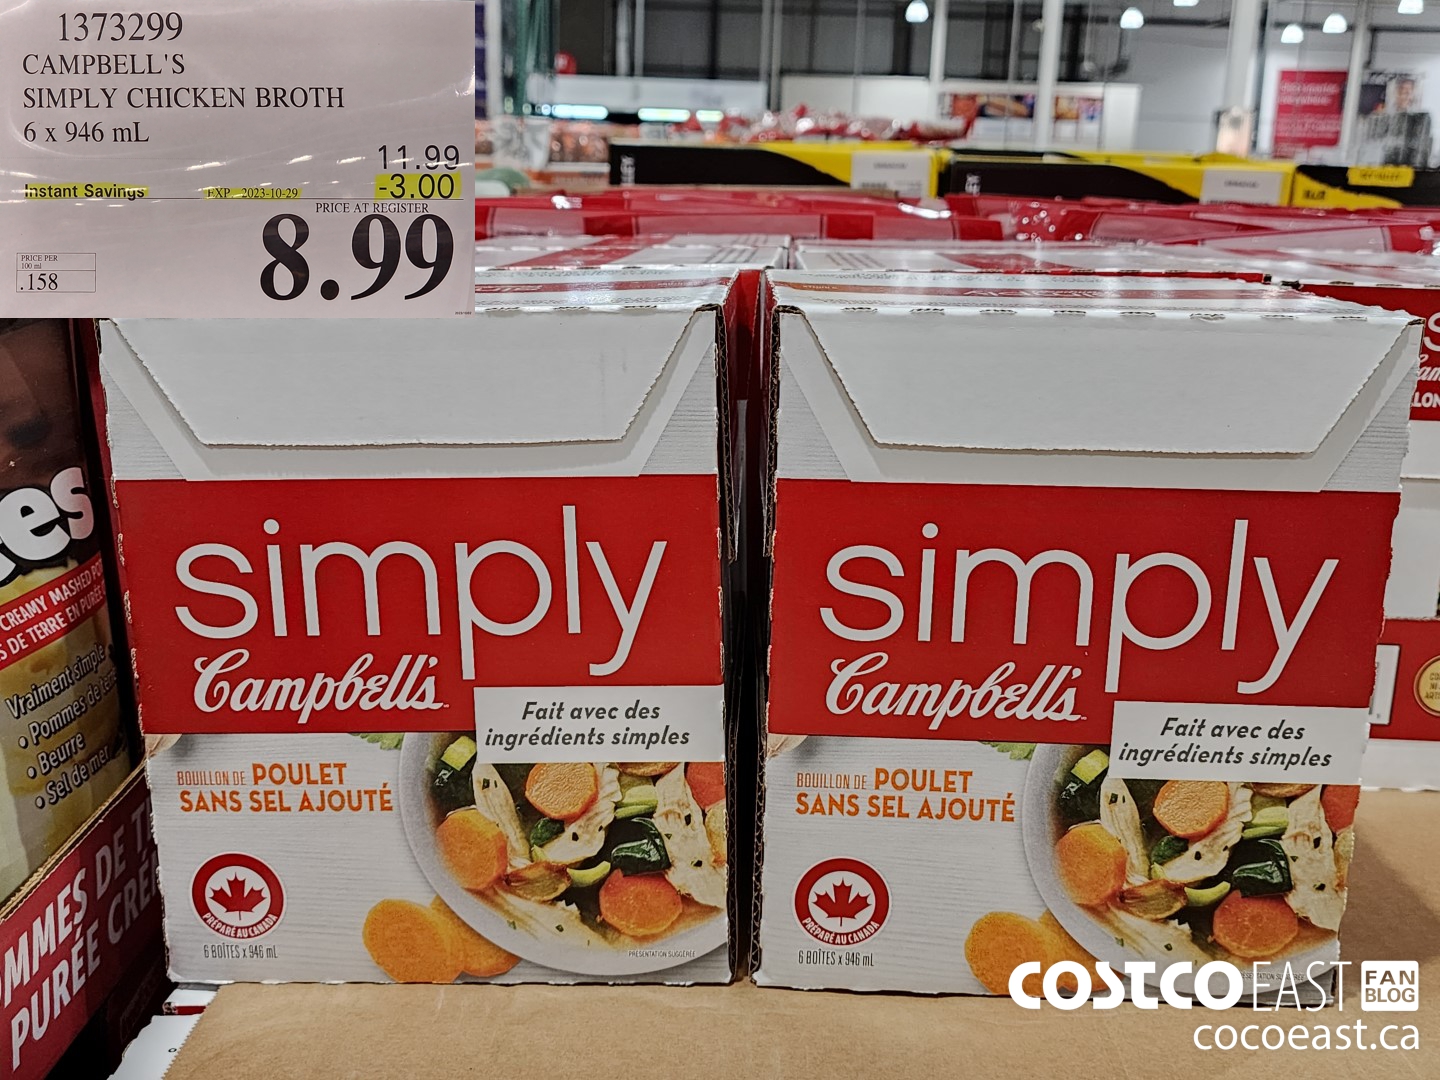 1373299
CAMPBELL'S
SIMPLY CHICKEN BROTH
6 x 946 mL
11.99
Instant Savings EXP. 2023-10-29 -3.00
PRICE AT REGISTER
8.99
PRICE PER
100 ml
.158
simply
Campbell's
Fait avec des
ingrédients simples
BOUILLON DE POULET
SANS SEL AJOUTÉ
PRÉPARÉ AU CANADA
6 BOÎTES x 946 mL
PRÉSENTATION SUGGÉRÉE
simply
Campbell's
Fait avec des
ingrédients simples
BOUILLON DE POULET
SANS SEL AJOUTÉ
PRÉPARÉ AU CANADA
6 BOÎTES x 946 mL
es
CREAMY MASHED
S DE TERRE EN PURÉE
Vraiment simple
• Pommes de
• Beurre
• Sel de mer
OMMES DE
PURÉE
COSTCO EAST FAN
BLOG
cocoeast.ca